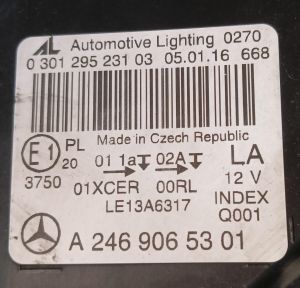 AL Automotive Lighting 0270
0 301 295 231 03 05.01.16 668
Made in Czech Republic
E1 PL 01 1a 02A LA
20
3750 01XCER 00RL 12 V
LE13A6317 INDEX
Q001
A 246 906 53 01